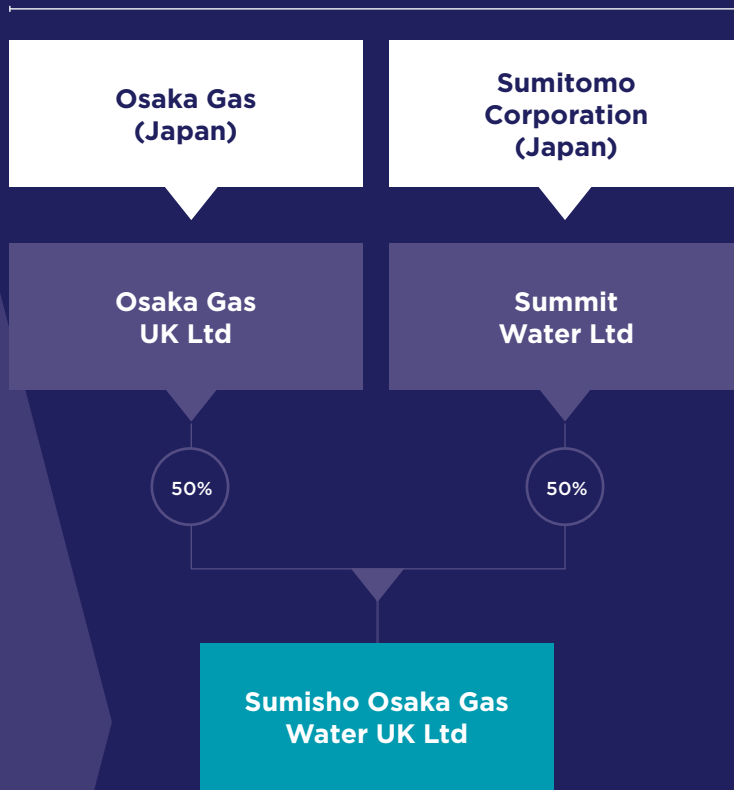 Osaka Gas
(Japan)
Sumitomo
Corporation
(Japan)
Osaka Gas
UK Ltd
Summit
Water Ltd
50%
50%
Sumisho Osaka Gas
Water UK Ltd